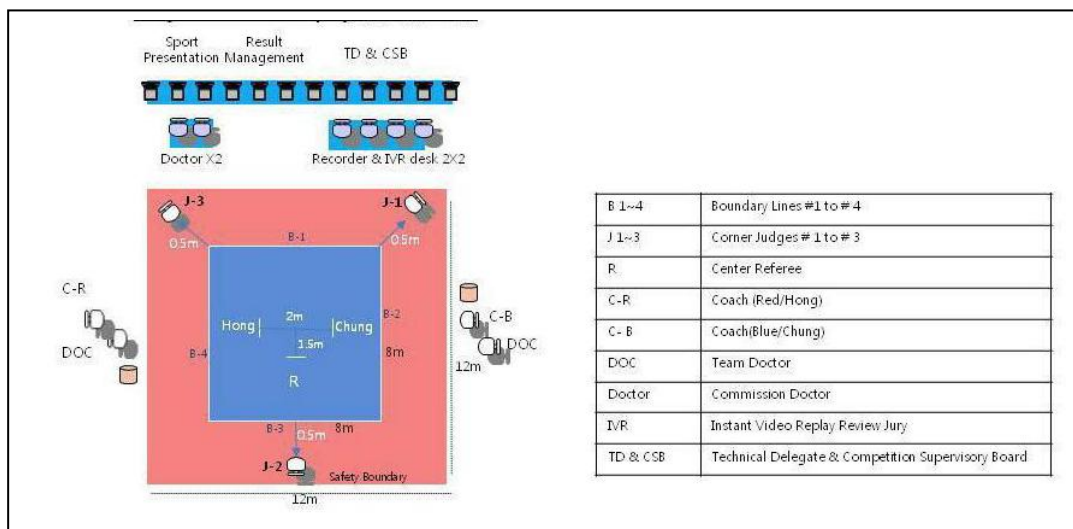 Sport Presentation
Result Management
TD & CSB
Doctor X2
Recorder & IVR desk 2X2
J-3
J-1
0.5m
B-1
0.5m
C-R
DOC
Hong
2m
Chung
B-2
C-B
DOC
B-4
1.5m
8m
12m
R
B-3
0.5m
8m
J-2
Safety Boundary
12m
B 1~4 Boundary Lines #1 to # 4
J 1~3 Corner Judges # 1 to # 3
R Center Referee
C-R Coach (Red/Hong)
C- B Coach(Blue/Chung)
DOC Team Doctor
Doctor Commission Doctor
IVR Instant Video Replay Review Jury
TD & CSB Technical Delegate & Competition Supervisory Board